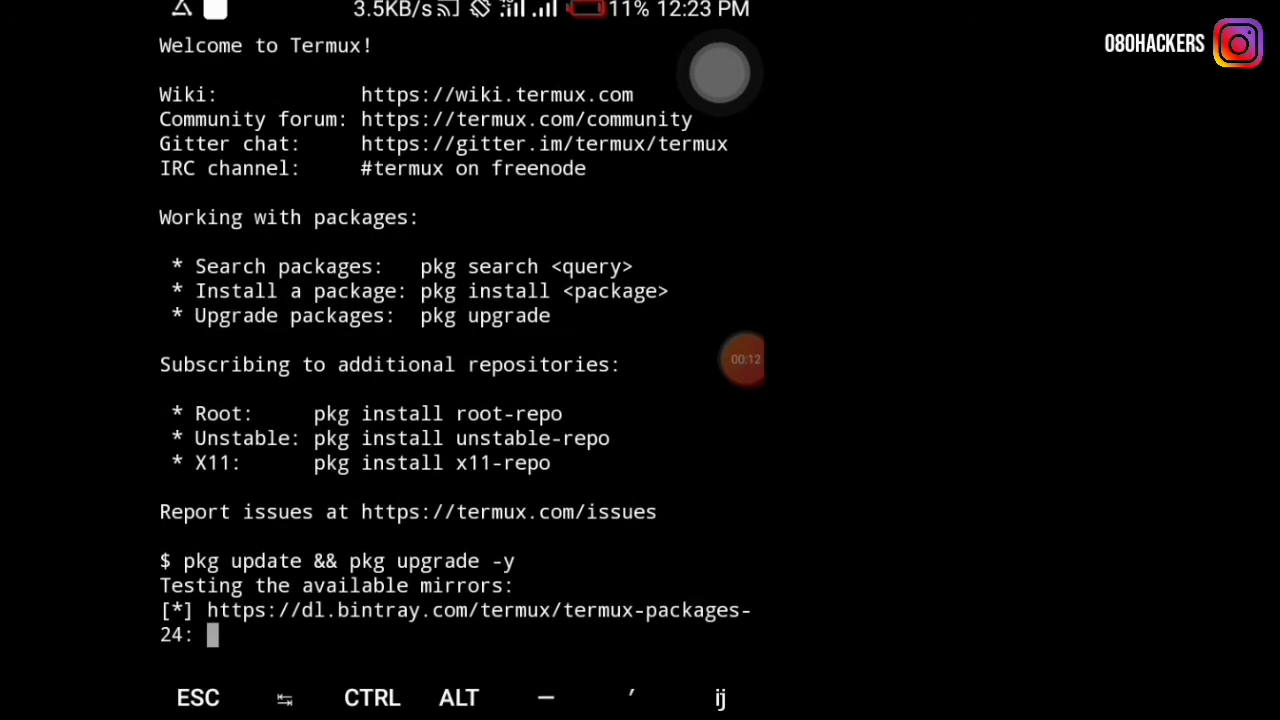 3.5KB/s 11% 12:23 PM
080HACKERS
Welcome to Termux!
Wiki: https://wiki.termux.com
Community forum: https://termux.com/community
Gitter chat: https://gitter.im/termux/termux
IRC channel: #termux on freenode
Working with packages:
* Search packages: pkg search <query>
* Install a package: pkg install <package>
* Upgrade packages: pkg upgrade
Subscribing to additional repositories:
00:12
* Root: pkg install root-repo
* Unstable: pkg install unstable-repo
* X11: pkg install x11-repo
Report issues at https://termux.com/issues
$ pkg update && pkg upgrade -y
Testing the available mirrors:
[*] https://dl.bintray.com/termux/termux-packages-
24:
ESC ↹ CTRL ALT — ′ ij